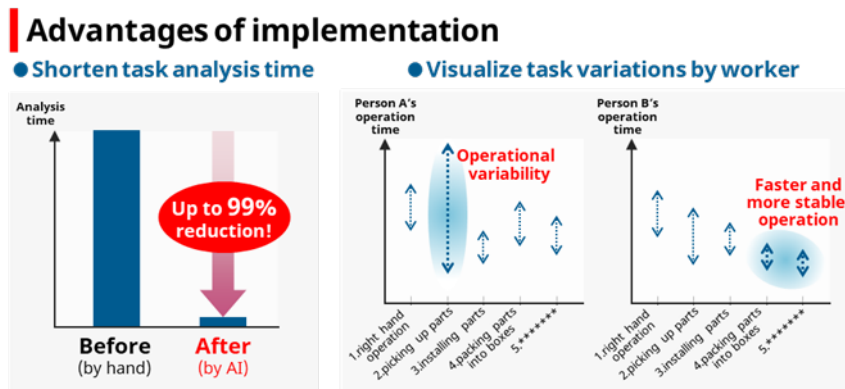 Advantages of implementation
● Shorten task analysis time
● Visualize task variations by worker
Analysis
time
Up to 99%
reduction!
Before
(by hand)
After
(by AI)
Person A's
operation
time
Operational
variability
1.right hand
operation
2.picking up parts
3.installing parts
4.packing parts
into boxes
5.*******
Person B's
operation
time
Faster and
more stable
operation
1.right hand
operation
2.picking up parts
3.installing parts
4.packing parts
into boxes
5.*******